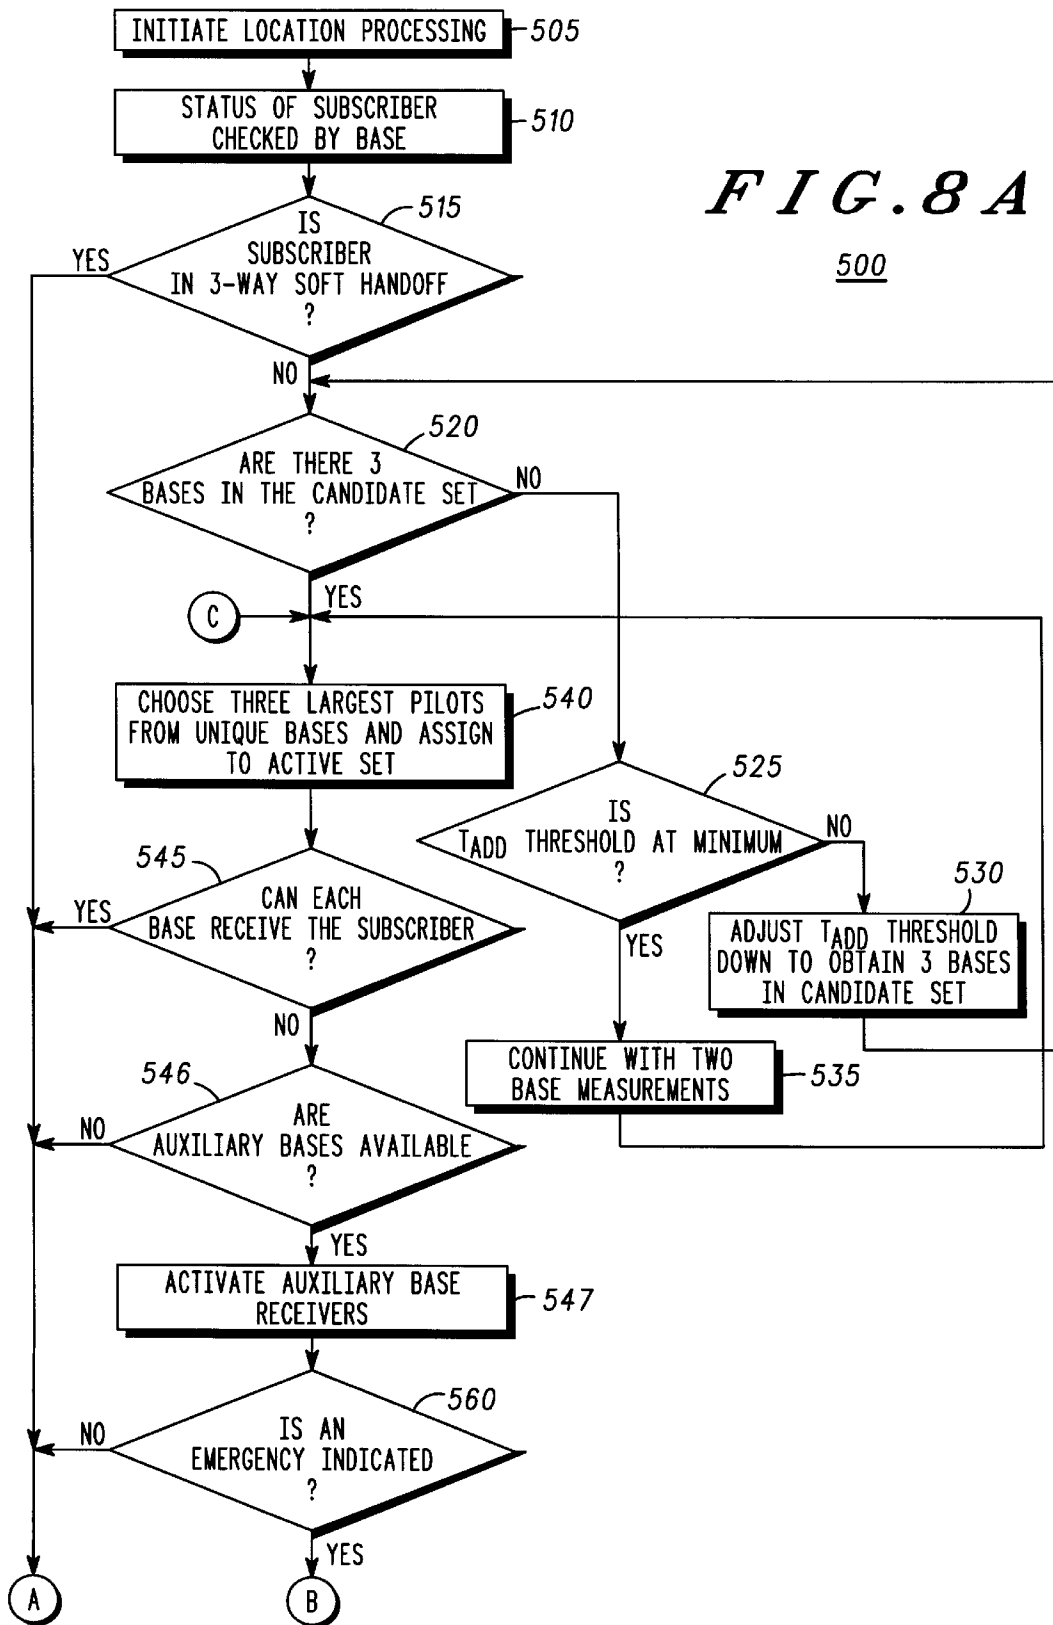 INITIATE LOCATION PROCESSING
505
STATUS OF SUBSCRIBER
CHECKED BY BASE
510
FIG.8A
500
515
IS
SUBSCRIBER
IN 3-WAY SOFT HANDOFF
?
YES
NO
520
ARE THERE 3
BASES IN THE CANDIDATE SET
?
NO
YES
C
CHOOSE THREE LARGEST PILOTS
FROM UNIQUE BASES AND ASSIGN
TO ACTIVE SET
540
525
IS
TADD THRESHOLD AT MINIMUM
?
NO
YES
530
ADJUST TADD THRESHOLD
DOWN TO OBTAIN 3 BASES
IN CANDIDATE SET
CONTINUE WITH TWO
BASE MEASUREMENTS
535
545
CAN EACH
BASE RECEIVE THE SUBSCRIBER
?
YES
NO
546
ARE
AUXILIARY BASES AVAILABLE
?
NO
YES
ACTIVATE AUXILIARY BASE
RECEIVERS
547
560
IS AN
EMERGENCY INDICATED
?
NO
YES
A
B